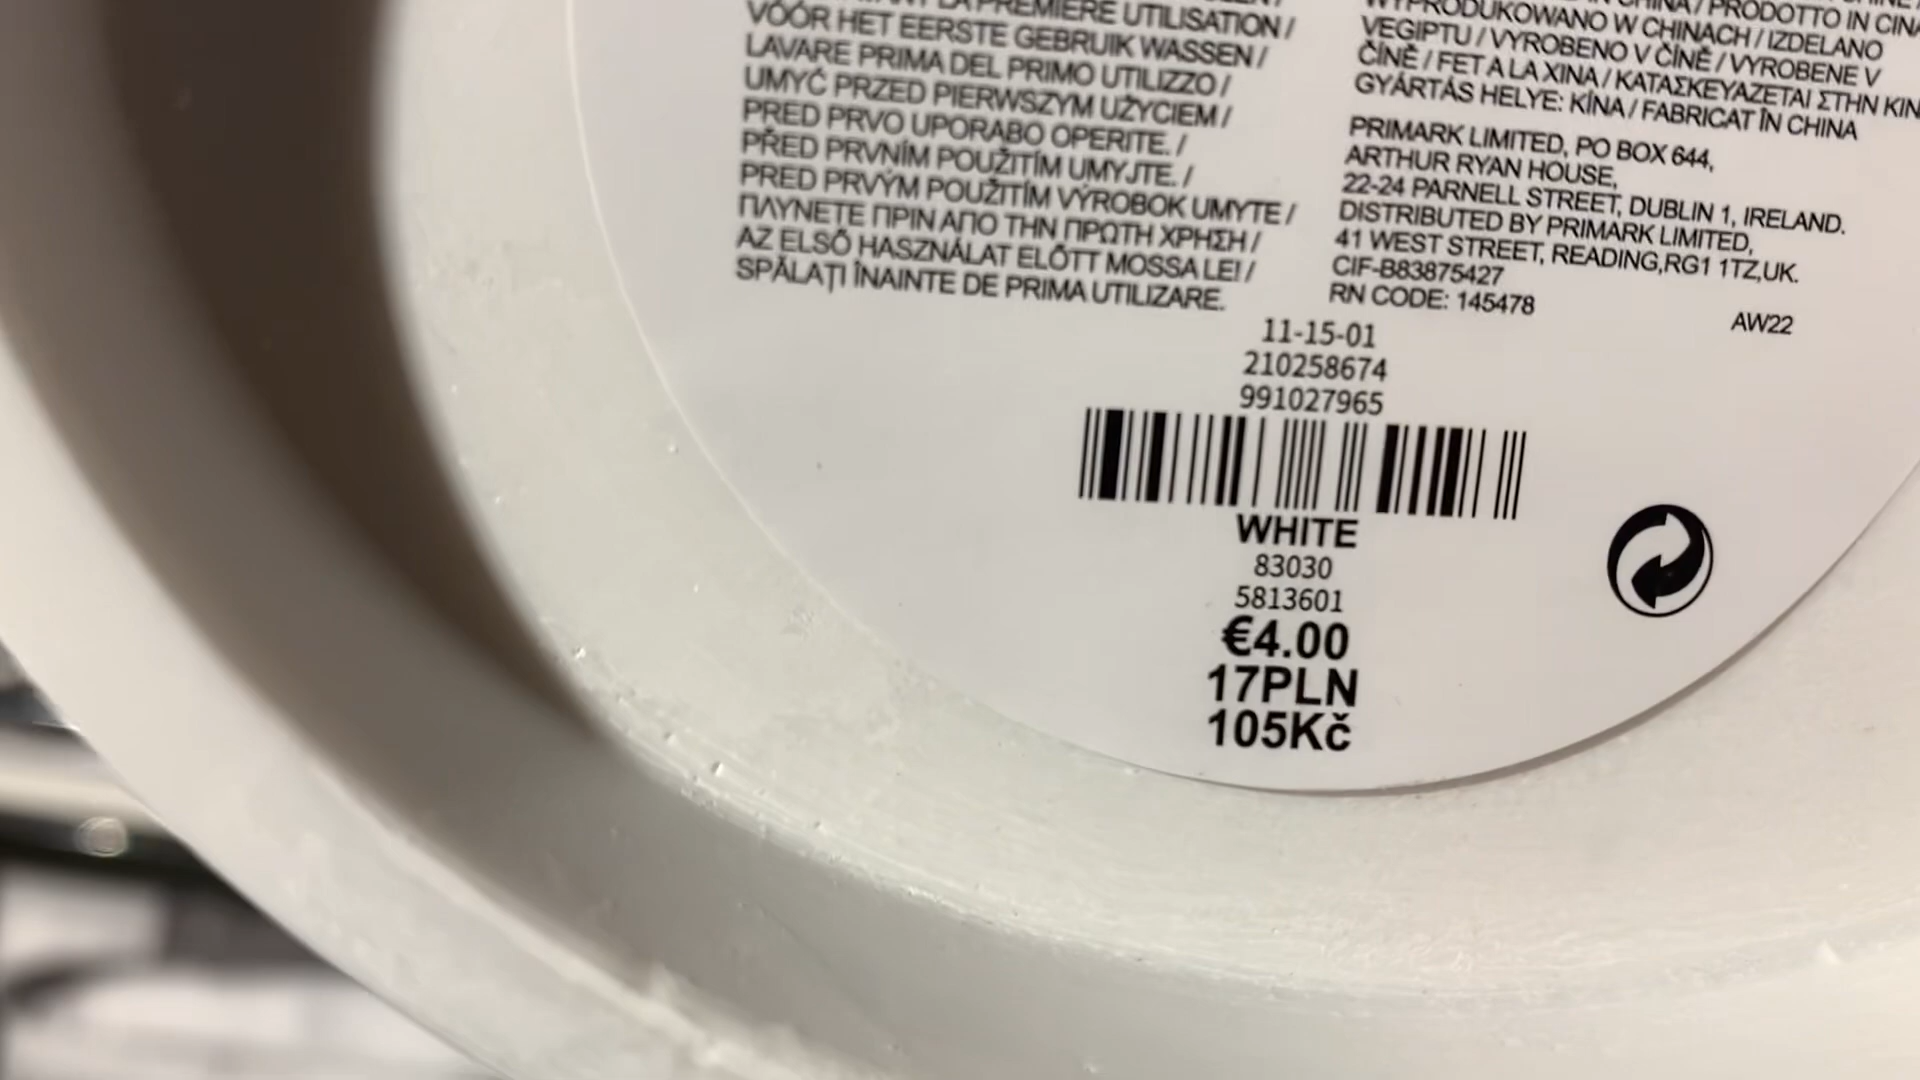 LA PREMIÈRE UTILISATION /
VÓÓR HET EERSTE GEBRUIK WASSEN /
LAVARE PRIMA DEL PRIMO UTILIZZO /
UMYĆ PRZED PIERWSZYM UŻYCIEM /
PRED PRVO UPORABO OPERITE. /
PŘED PRVNÍM POUŽITÍM UMYJTE. /
PRED PRVÝM POUŽITÍM VÝROBOK UMYTE /
ΠΛΥΝΕΤΕ ΠΡΙΝ ΑΠΟ ΤΗΝ ΠΡΩΤΗ ΧΡΗΣΗ /
AZ ELSŐ HASZNÁLAT ELŐTT MOSSA LE! /
SPĂLAȚI ÎNAINTE DE PRIMA UTILIZARE.
CHINA / PRODOTTO IN CINA
WYPRODUKOWANO W CHINACH / IZDELANO
VEGIPTU / VYROBENO V ČÍNĚ / VYROBENE V
ČÍNĚ / FET A LA XINA / ΚΑΤΑΣΚΕΥΑΖΕΤΑΙ ΣΤΗΝ ΚΙΝ
GYÁRTÁS HELYE: KÍNA / FABRICAT ÎN CHINA
PRIMARK LIMITED, PO BOX 644,
ARTHUR RYAN HOUSE,
22-24 PARNELL STREET, DUBLIN 1, IRELAND.
DISTRIBUTED BY PRIMARK LIMITED,
41 WEST STREET, READING,RG1 1TZ,UK.
CIF-B83875427
RN CODE: 145478
AW22
11-15-01
210258674
991027965
WHITE
83030
5813601
€4.00
17PLN
105Kč